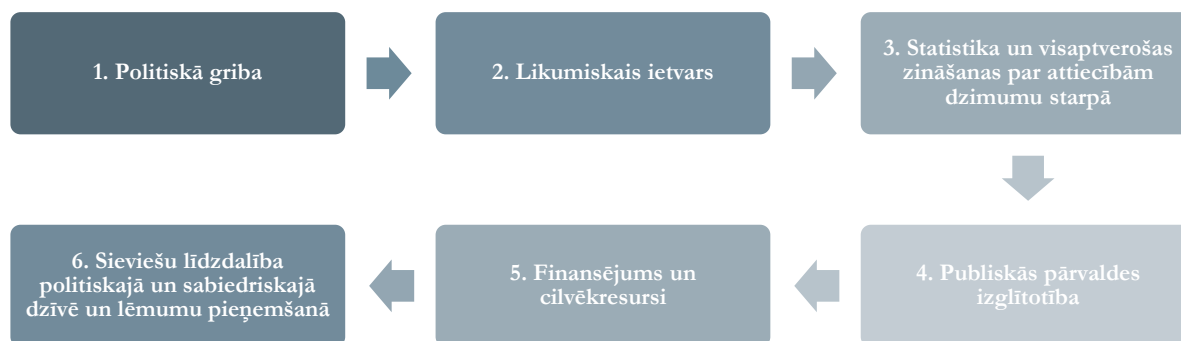 1. Politiskā griba
2. Likumiskais ietvars
3. Statistika un visaptverošas
zināšanas par attiecībām
dzimumu starpā
4. Publiskās pārvaldes
izglītotība
5. Finansējums un
cilvēkresursi
6. Sieviešu līdzdalība
politiskajā un sabiedriskajā
dzīvē un lēmumu pieņemšanā